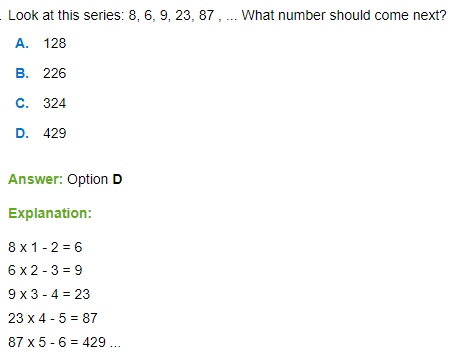 . Look at this series: 8, 6, 9, 23, 87 , ... What number should come next?
A. 128
B. 226
C. 324
D. 429
Answer: Option D
Explanation:
8 x 1 - 2 = 6
6 x 2 - 3 = 9
9 x 3 - 4 = 23
23 x 4 - 5 = 87
87 x 5 - 6 = 429 ...